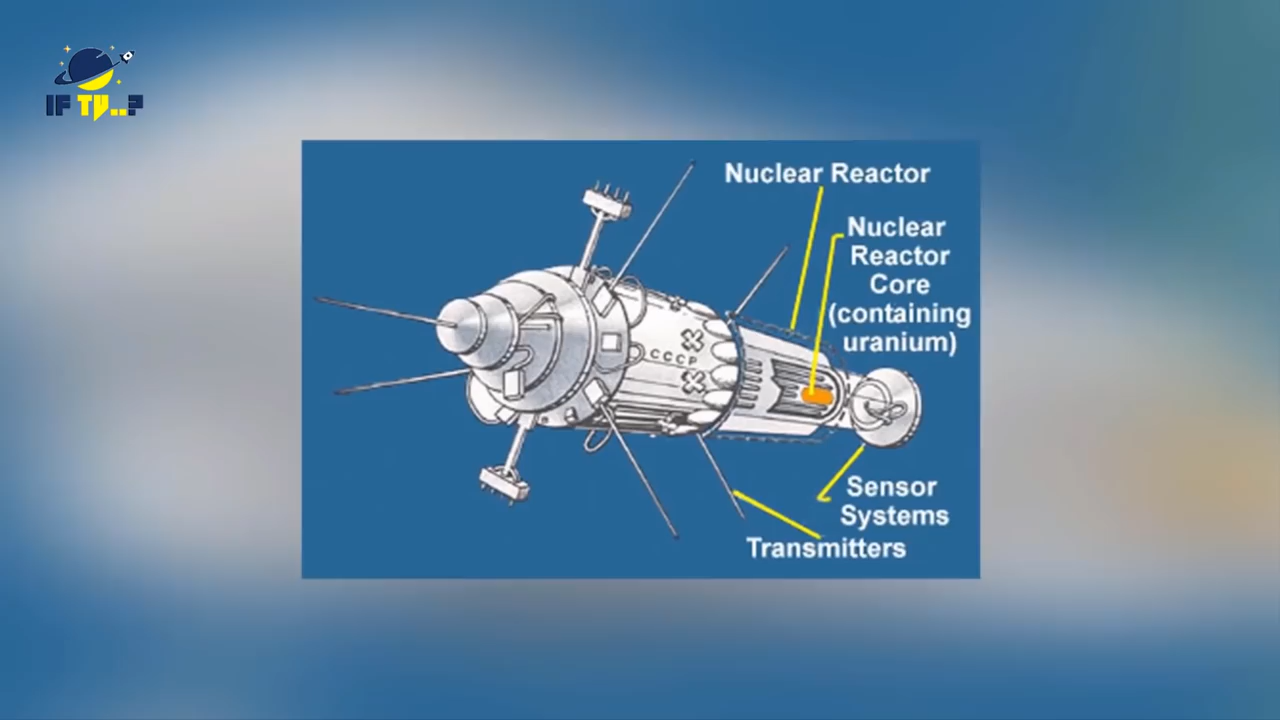 IF TV..?
Nuclear Reactor
Nuclear
Reactor
Core
(containing
uranium)
CCCP
Sensor
Systems
Transmitters